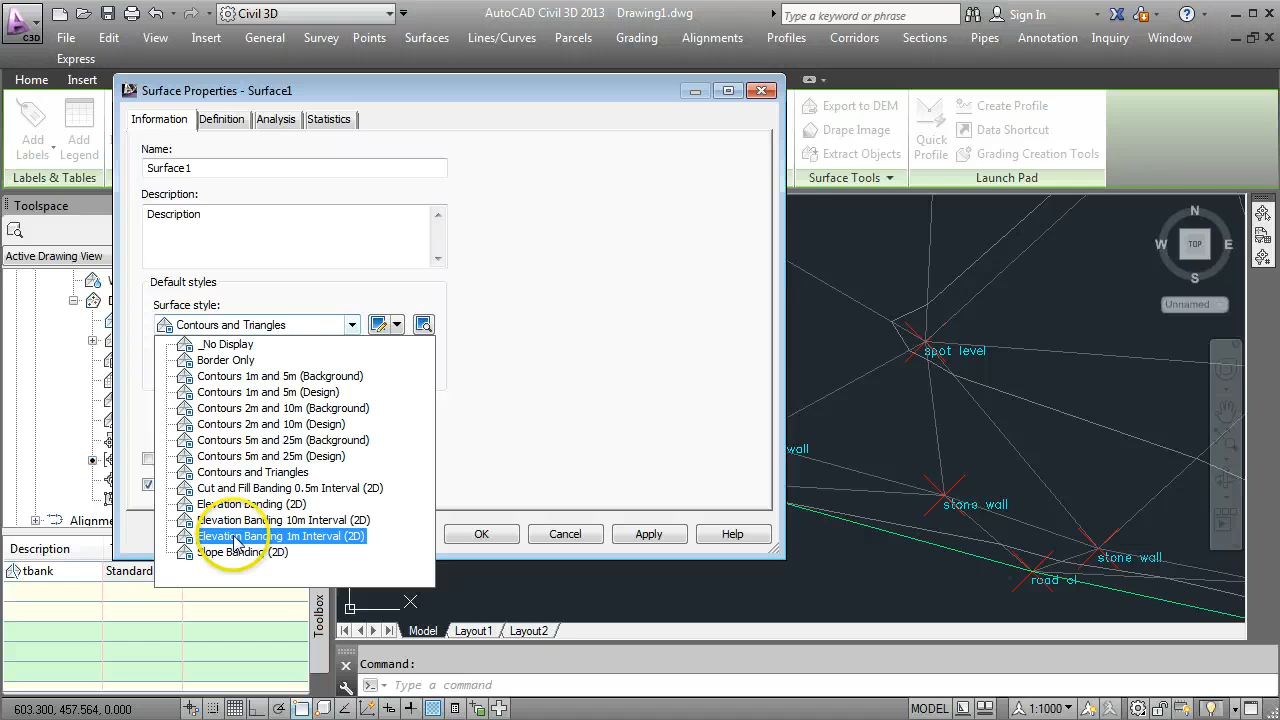 Civil 3D
AutoCAD Civil 3D 2013 Drawing1.dwg
Type a keyword or phrase
Sign In
C3D
File Edit View Insert General Survey Points Surfaces Lines/Curves Parcels Grading Alignments Profiles Corridors Sections Pipes Annotation Inquiry Window
Express
Home Insert
Surface Properties - Surface1
Add Labels
Add Legend
Labels & Tables
Export to DEM
Drape Image
Extract Objects
Surface Tools
Quick Profile
Create Profile
Data Shortcut
Grading Creation Tools
Launch Pad
Toolspace
Active Drawing View
Alignme
Description
tbank Standard
Toolbox
Information Definition Analysis Statistics
Name:
Surface1
Description:
Description
Default styles
Surface style:
Contours and Triangles
_No Display
Border Only
Contours 1m and 5m (Background)
Contours 1m and 5m (Design)
Contours 2m and 10m (Background)
Contours 2m and 10m (Design)
Contours 5m and 25m (Background)
Contours 5m and 25m (Design)
Contours and Triangles
Cut and Fill Banding 0.5m Interval (2D)
Elevation Banding (2D)
Elevation Banding 10m Interval (2D)
Elevation Banding 1m Interval (2D)
Slope Banding (2D)
OK Cancel Apply Help
N
W TOP E
S
Unnamed
spot level
wall
stone wall
stone wall
road cl
Model Layout1 Layout2
Command:
Type a command
603.300, 457.564, 0.000
MODEL
1:1000